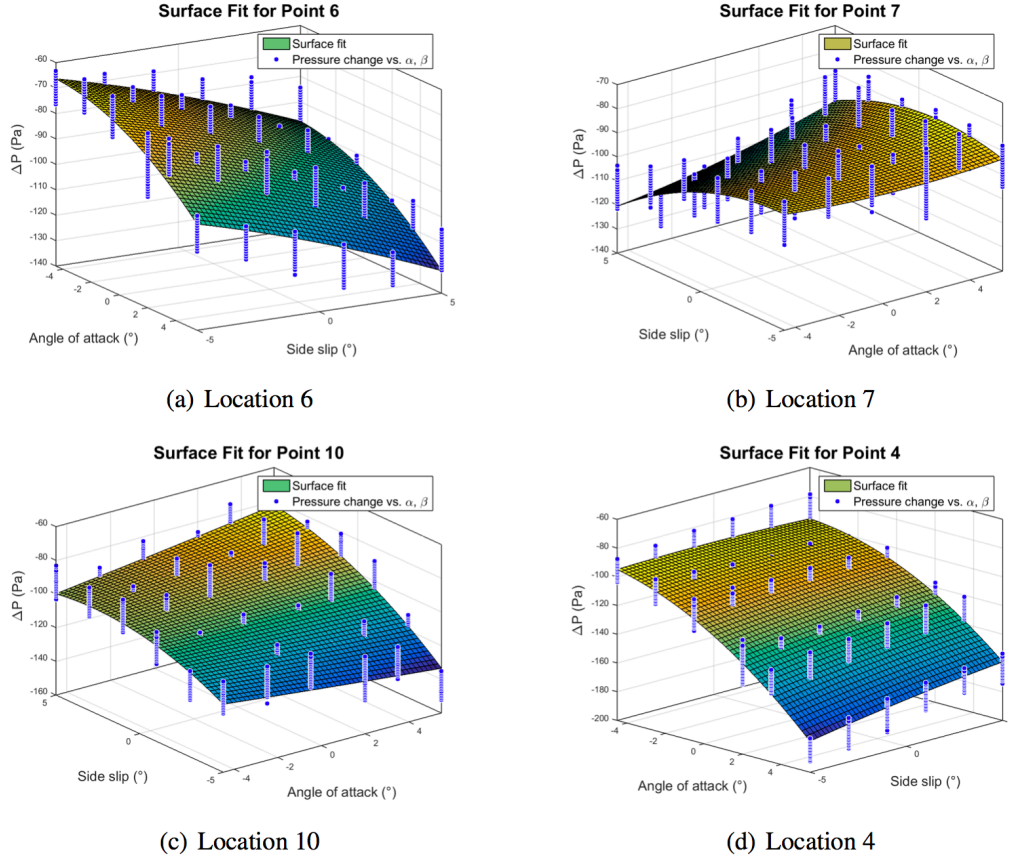 Surface Fit for Point 6
Surface fit
Pressure change vs. α, β
-60
-70
-80
-90
-100
-110
-120
-130
-140
ΔP (Pa)
-4
-2
0
2
4
Angle of attack (°)
-5
0
5
Side slip (°)
(a) Location 6
Surface Fit for Point 7
Surface fit
Pressure change vs. α, β
-70
-80
-90
-100
-110
-120
-130
-140
ΔP (Pa)
5
0
-5
Side slip (°)
-4
-2
0
2
4
Angle of attack (°)
(b) Location 7
Surface Fit for Point 10
Surface fit
Pressure change vs. α, β
-60
-80
-100
-120
-140
-160
ΔP (Pa)
5
0
-5
Side slip (°)
-4
-2
0
2
4
Angle of attack (°)
(c) Location 10
Surface Fit for Point 4
Surface fit
Pressure change vs. α, β
-60
-80
-100
-120
-140
-160
-180
-200
ΔP (Pa)
-4
-2
0
2
4
Angle of attack (°)
-5
0
Side slip (°)
(d) Location 4